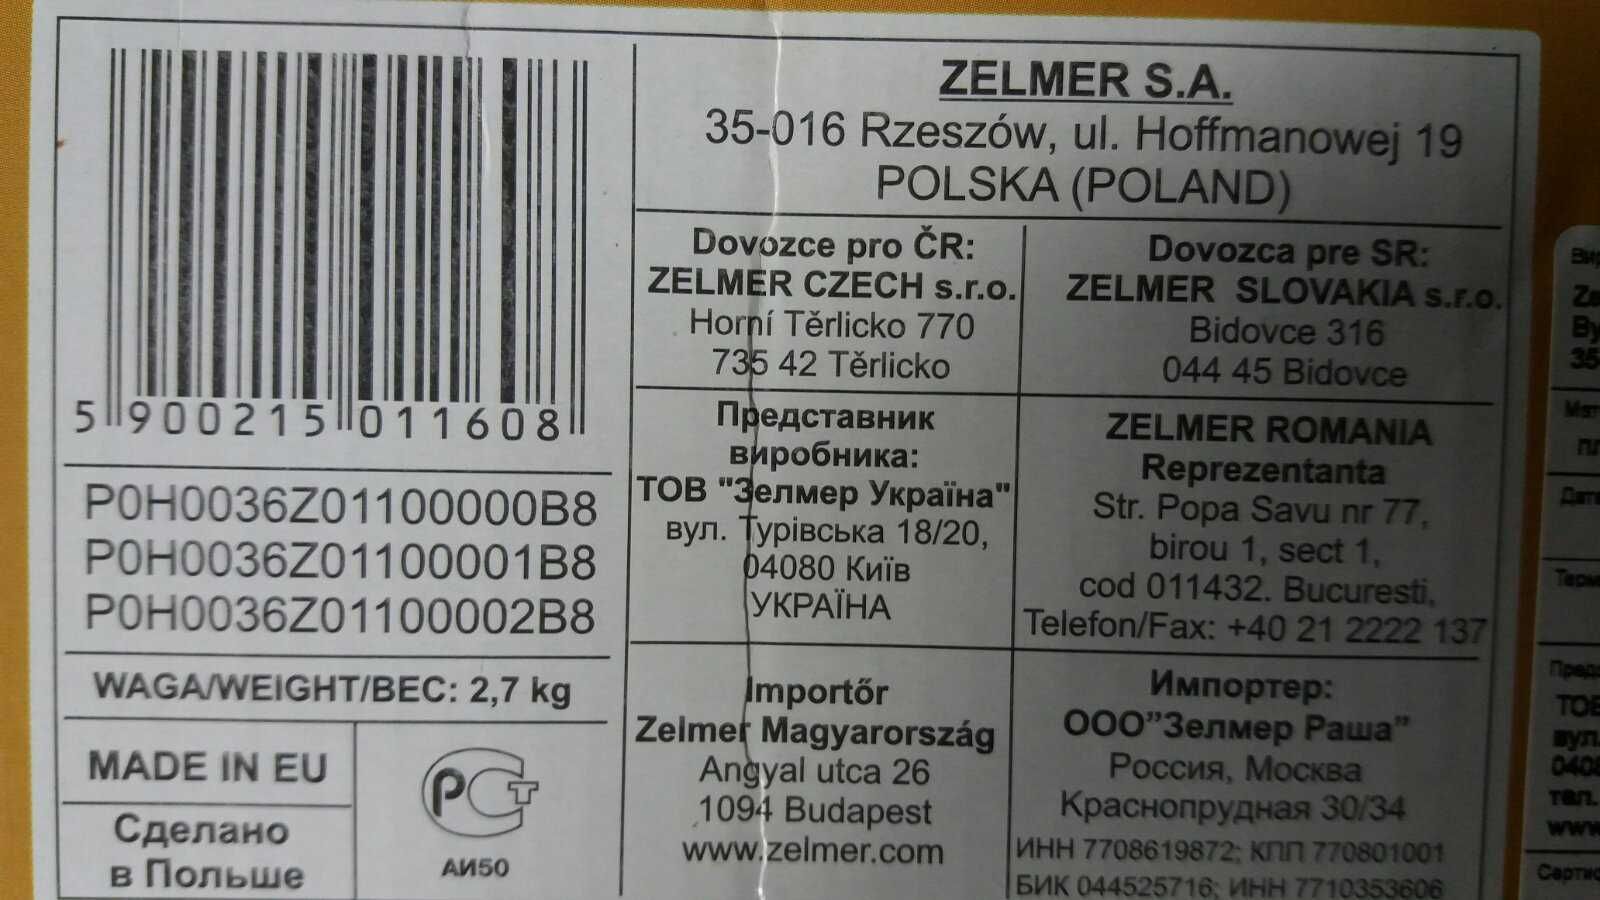 5 900215 011608
P0H0036Z01100000B8
P0H0036Z01100001B8
P0H0036Z01100002B8
WAGA/WEIGHT/ВЕС: 2,7 kg
MADE IN EU
Сделано
в Польше
РСТ
АИ50
ZELMER S.A.
35-016 Rzeszów, ul. Hoffmanowej 19
POLSKA (POLAND)
Dovozce pro ČR:
ZELMER CZECH s.r.o.
Horní Těrlicko 770
735 42 Těrlicko
Dovozca pre SR:
ZELMER SLOVAKIA s.r.o.
Bidovce 316
044 45 Bidovce
Представник
виробника:
ТОВ "Зелмер Україна"
вул. Турівська 18/20,
04080 Київ
УКРАЇНА
ZELMER ROMANIA
Reprezentanta
Str. Popa Savu nr 77,
birou 1, sect 1,
cod 011432. Bucuresti,
Telefon/Fax: +40 21 2222 137
Importőr
Zelmer Magyarország
Angyal utca 26
1094 Budapest
www.zelmer.com
Импортер:
ООО”Зелмер Раша”
Россия, Москва
Краснопрудная 30/34
ИНН 7708619872; КПП 770801001
БИК 044525716; ИНН 7710353606
ТОВ
вул.
тел.
www